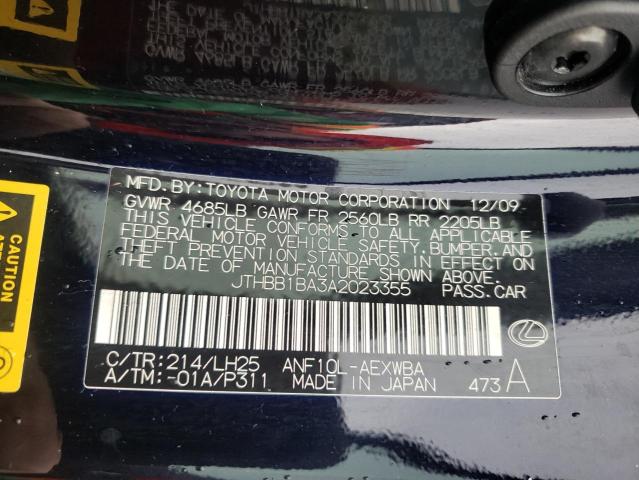 MFD. BY: TOYOTA MOTOR CORPORATION 12/09
GVWR 4685LB GAWR FR 2560LB RR 2205LB
THIS VEHICLE CONFORMS TO ALL APPLICABLE
FEDERAL MOTOR VEHICLE SAFETY, BUMPER, AND
THEFT PREVENTION STANDARDS IN EFFECT ON
THE DATE OF MANUFACTURE SHOWN ABOVE.
JTHBB1BA3A2023355 PASS.CAR
C/TR:214/LH25 ANF10L-AEXWBA
A/TM:-01A/P311 MADE IN JAPAN 473 A
CAUTION